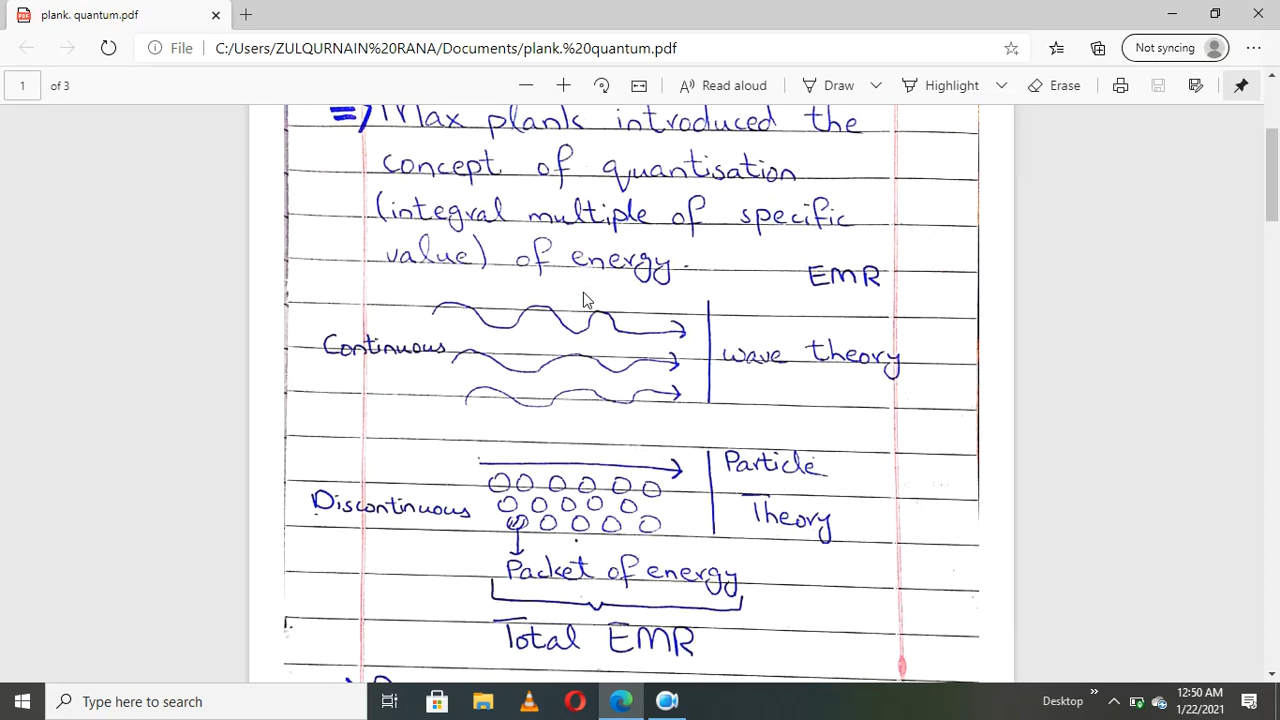 plank. quantum.pdf
File C:/Users/ZULQURNAIN%20RANA/Documents/plank.%20quantum.pdf
Not syncing
1 of 3
Read aloud Draw Highlight Erase
=) Max plank introduced the
concept of quantisation
(integral multiple of specific
value) of energy.
EMR
Continuous
wave theory
Particle
Discontinuous
Theory
Packet of energy
Total EMR
Type here to search
Desktop
12:50 AM
1/22/2021